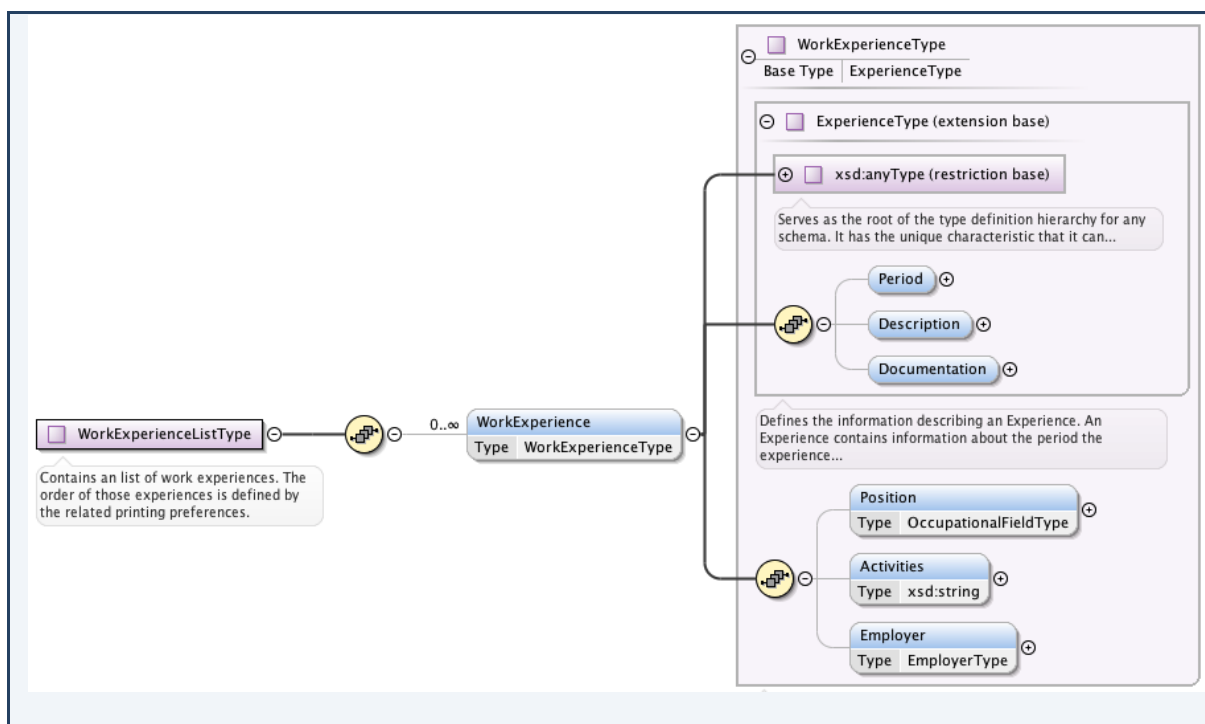 WorkExperienceType
Base Type ExperienceType
ExperienceType (extension base)
xsd:anyType (restriction base)
Serves as the root of the type definition hierarchy for any
schema. It has the unique characteristic that it can...
Period
Description
Documentation
Defines the information describing an Experience. An
Experience contains information about the period the
experience...
WorkExperienceListType
Contains an list of work experiences. The
order of those experiences is defined by
the related printing preferences.
0..∞
WorkExperience
Type WorkExperienceType
Position
Type OccupationalFieldType
Activities
Type xsd:string
Employer
Type EmployerType